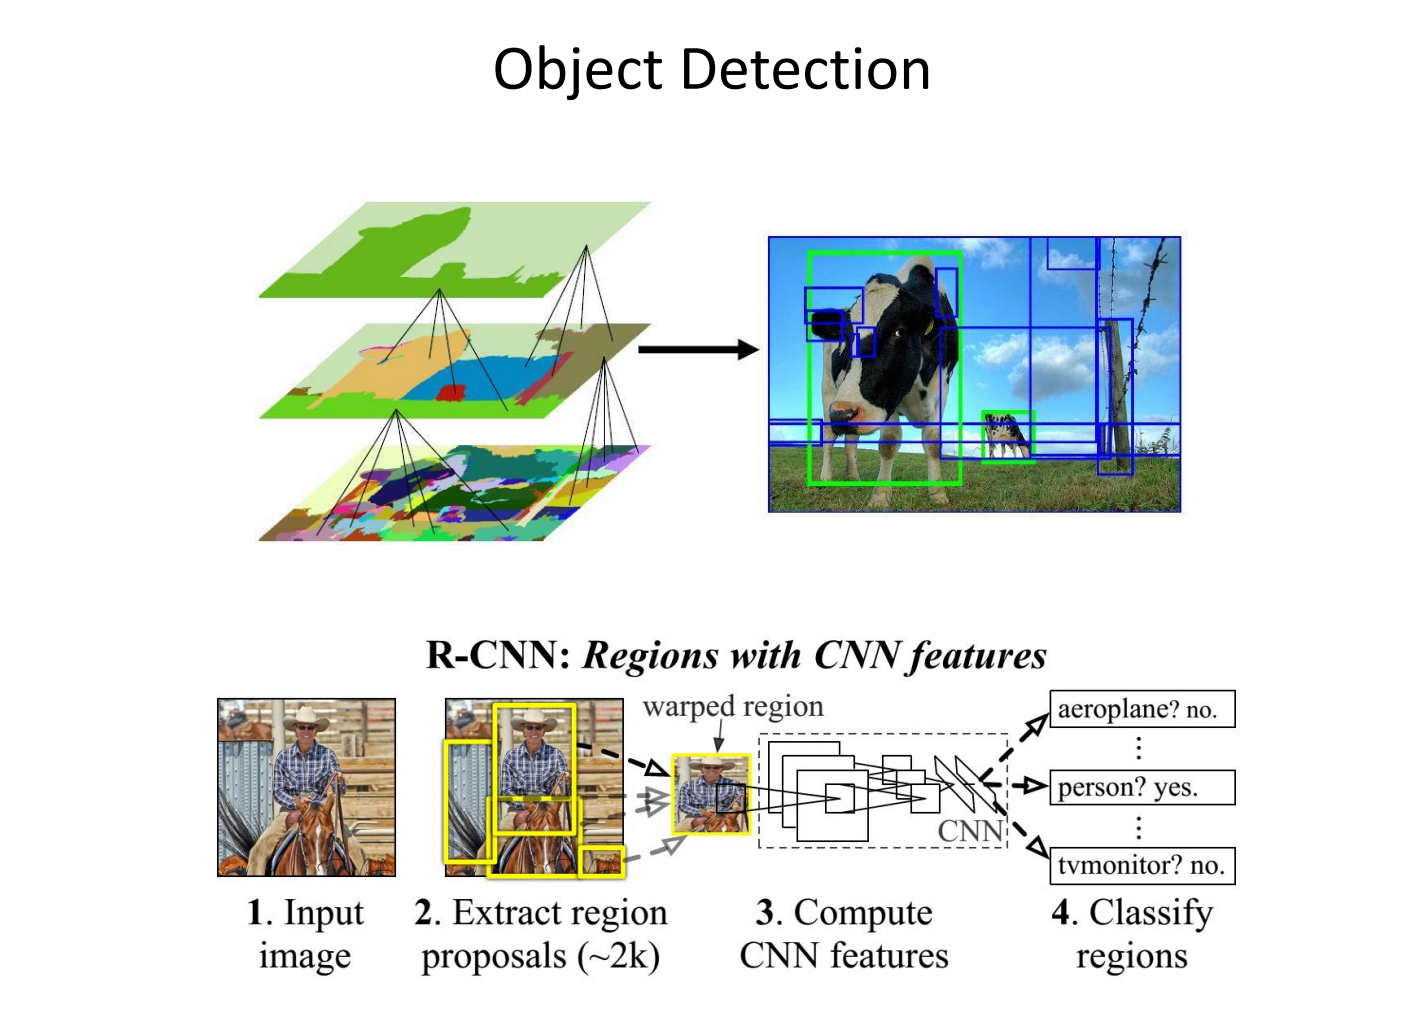 Object Detection
R-CNN: Regions with CNN features
warped region
aeroplane? no.
person? yes.
tvmonitor? no.
CNN
1. Input
image
2. Extract region
proposals (~2k)
3. Compute
CNN features
4. Classify
regions